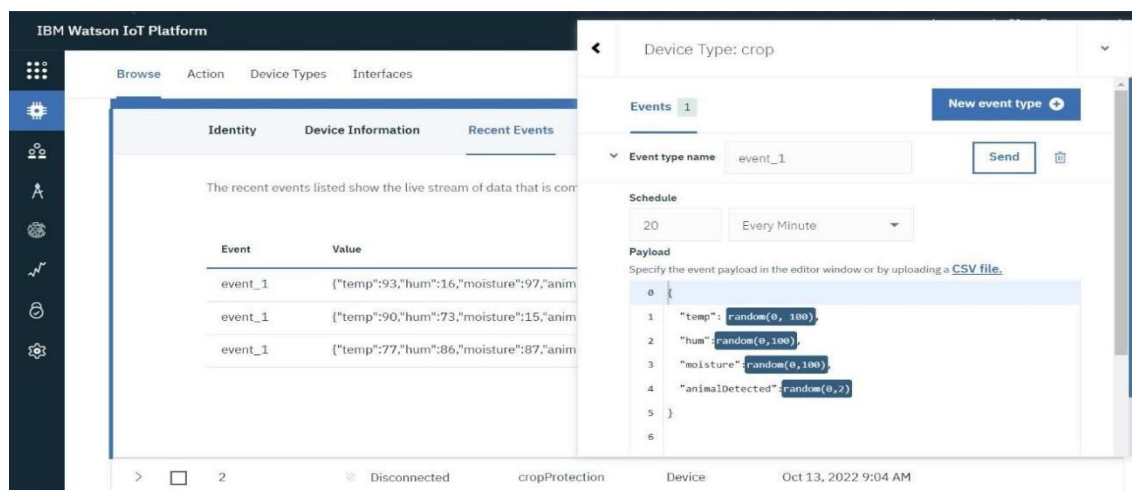 IBM Watson IoT Platform
Browse Action Device Types Interfaces
Identity Device Information Recent Events
The recent events listed show the live stream of data that is com
Event Value
event_1 {"temp":93,"hum":16,"moisture":97,"anim
event_1 {"temp":90,"hum":73,"moisture":15,"anim
event_1 {"temp":77,"hum":86,"moisture":87,"anim
2 Disconnected cropProtection Device Oct 13, 2022 9:04 AM
Device Type: crop
Events 1 New event type
Event type name event_1 Send
Schedule
20 Every Minute
Payload
Specify the event payload in the editor window or by uploading a CSV file.
0 {
1 "temp": random(0, 100),
2 "hum":random(0,100),
3 "moisture":random(0,100),
4 "animalDetected":random(0,2)
5 }
6